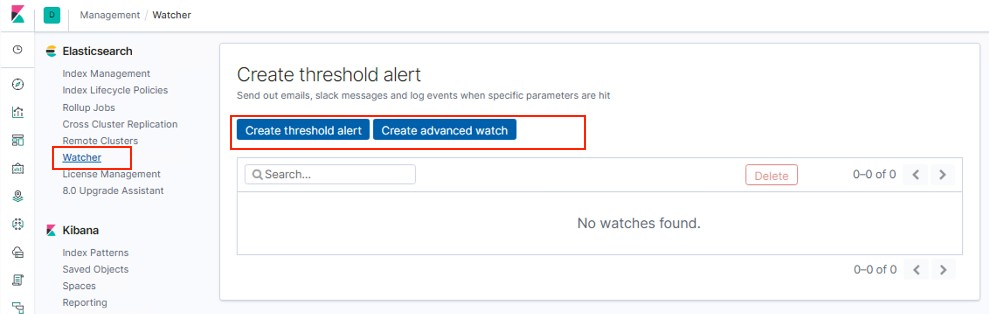 D Management / Watcher
Elasticsearch
Index Management
Index Lifecycle Policies
Rollup Jobs
Cross Cluster Replication
Remote Clusters
Watcher
License Management
8.0 Upgrade Assistant
Kibana
Index Patterns
Saved Objects
Spaces
Reporting
Create threshold alert
Send out emails, slack messages and log events when specific parameters are hit
Create threshold alert Create advanced watch
Search... Delete 0–0 of 0
No watches found.
0–0 of 0